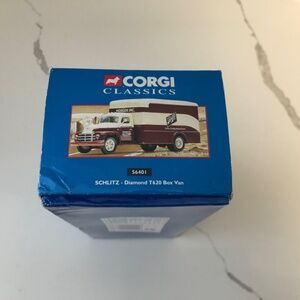 CORGI
CLASSICS
56401
SCHLITZ - Diamond T620 Box Van